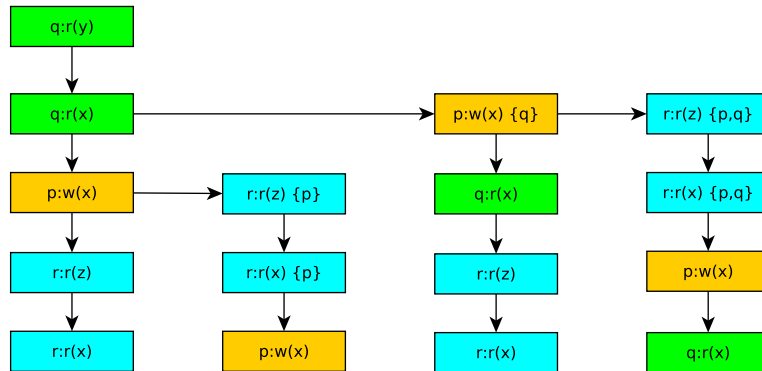 q:r(y)
q:r(x)
p:w(x) {q}
r:r(z) {p,q}
p:w(x)
r:r(z) {p}
q:r(x)
r:r(x) {p,q}
r:r(z)
r:r(x) {p}
r:r(z)
p:w(x)
r:r(x)
p:w(x)
r:r(x)
q:r(x)